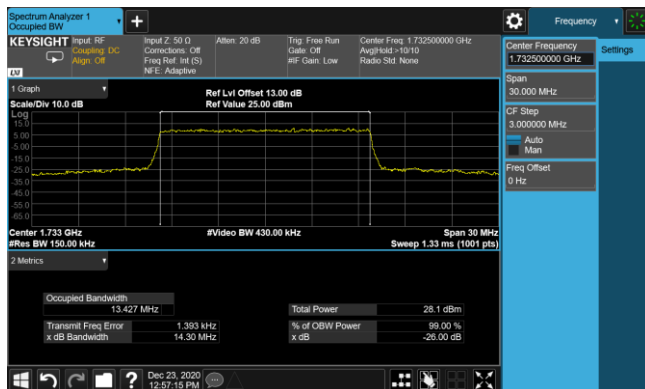 Spectrum Analyzer 1
Occupied BW
Frequency
KEYSIGHT
Input: RF
Coupling: DC
Align: Off
Input Z: 50 Ω
Corrections: Off
Freq Ref: Int (S)
NFE: Adaptive
Atten: 20 dB
Trig: Free Run
Gate: Off
#IF Gain: Low
Center Freq: 1.732500000 GHz
Avg|Hold:>10/10
Radio Std: None
LXI
Center Frequency
1.732500000 GHz
Settings
Span
30.000 MHz
CF Step
3.000000 MHz
Auto
Man
Freq Offset
0 Hz
1 Graph
Scale/Div 10.0 dB
Ref Lvl Offset 13.00 dB
Ref Value 25.00 dBm
Log
15.0
5.00
-5.00
-15.0
-25.0
-35.0
-45.0
-55.0
-65.0
Center 1.733 GHz
#Video BW 430.00 kHz
Span 30 MHz
#Res BW 150.00 kHz
Sweep 1.33 ms (1001 pts)
2 Metrics
Occupied Bandwidth
13.427 MHz
Total Power 28.1 dBm
Transmit Freq Error 1.393 kHz
% of OBW Power 99.00 %
x dB Bandwidth 14.30 MHz
x dB -26.00 dB
?
Dec 23, 2020
12:57:15 PM